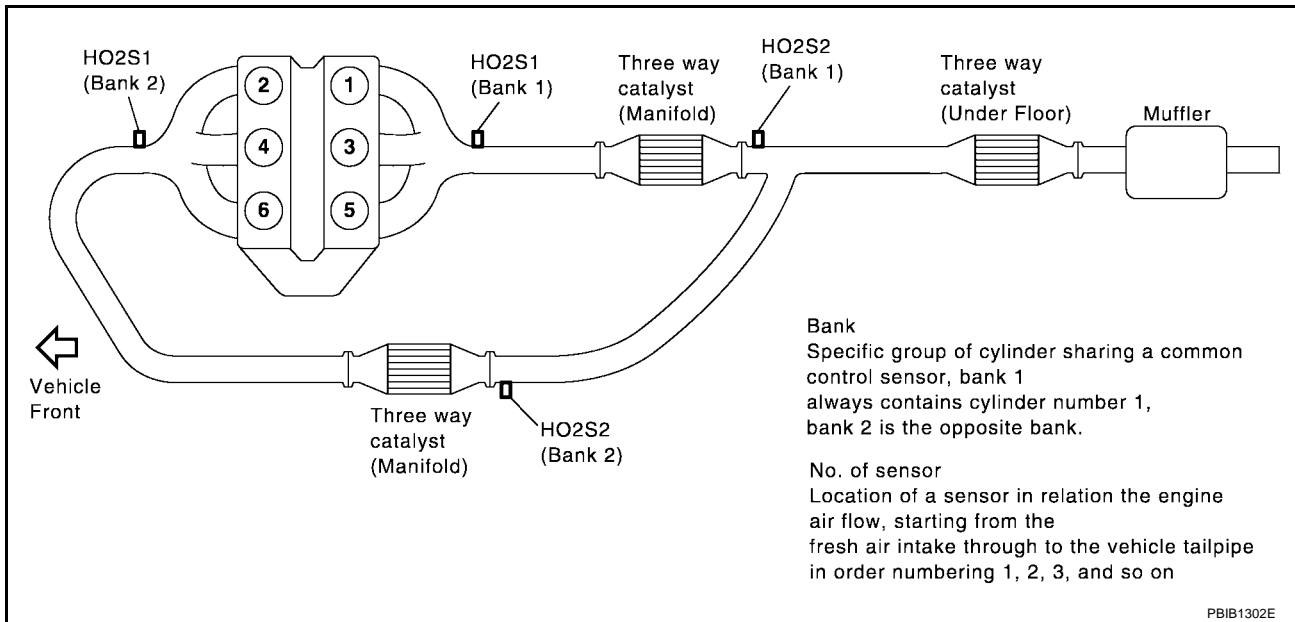 HO2S1
(Bank 2)
HO2S1
(Bank 1)
Three way
catalyst
(Manifold)
HO2S2
(Bank 1)
Three way
catalyst
(Under Floor)
Muffler
2
1
4
3
6
5
Vehicle
Front
Three way
catalyst
(Manifold)
HO2S2
(Bank 2)
Bank
Specific group of cylinder sharing a common
control sensor, bank 1
always contains cylinder number 1,
bank 2 is the opposite bank.
No. of sensor
Location of a sensor in relation the engine
air flow, starting from the
fresh air intake through to the vehicle tailpipe
in order numbering 1, 2, 3, and so on
PBIB1302E